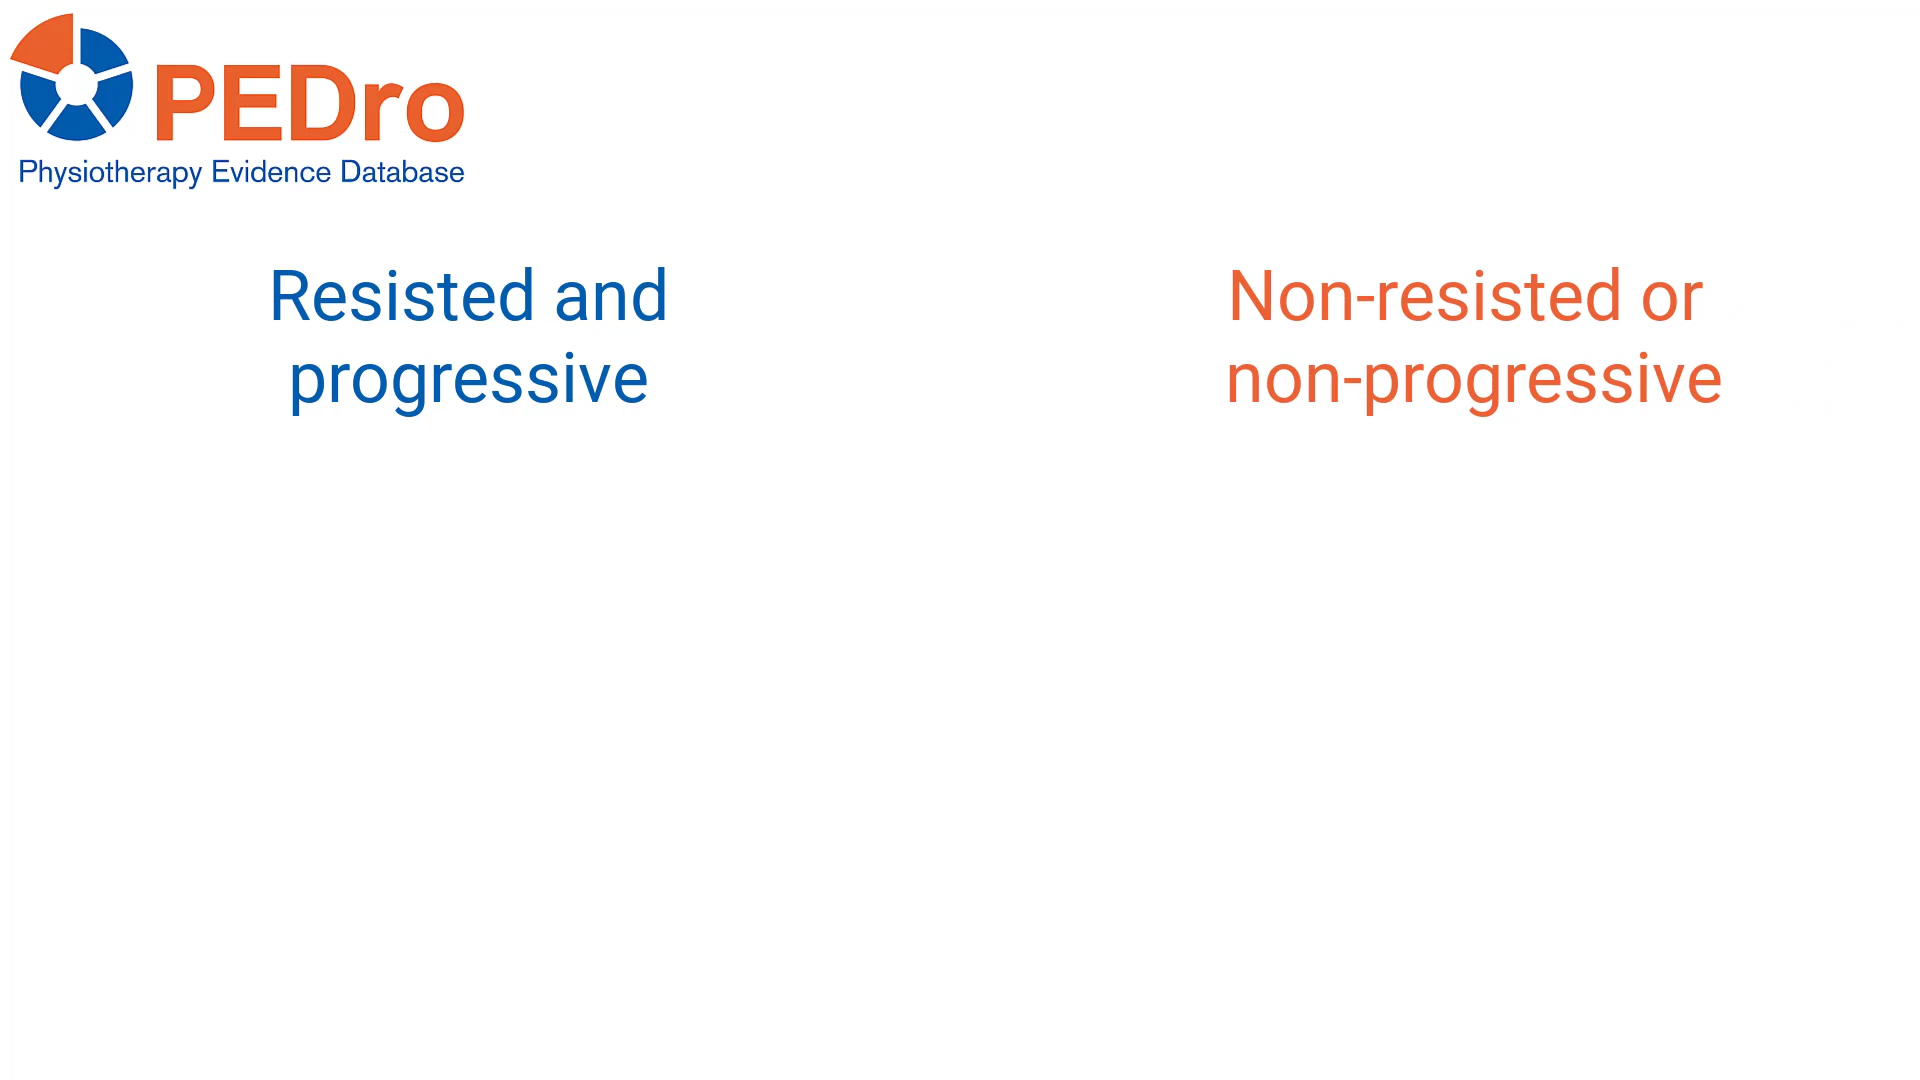 PEDro
Physiotherapy Evidence Database
Resisted and
progressive
Non-resisted or
non-progressive